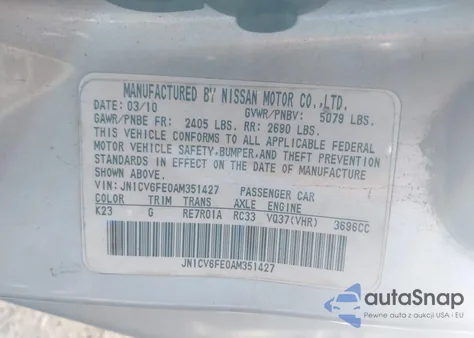 MANUFACTURED BY NISSAN MOTOR CO.,LTD.
DATE: 03/10 GVWR/PNBV: 5079 LBS.
GAWR/PNBE FR: 2405 LBS. RR: 2690 LBS.
THIS VEHICLE CONFORMS TO ALL APPLICABLE FEDERAL
MOTOR VEHICLE SAFETY, BUMPER, AND THEFT PREVENTION
STANDARDS IN EFFECT ON THE DATE OF MANUFACTURE
SHOWN ABOVE.
VIN: JN1CV6FE0AM351427 PASSENGER CAR
COLOR TRIM TRANS AXLE ENGINE
K23 G RE7R01A RC33 VQ37(VHR) 3696CC
JN1CV6FE0AM351427
autoSnap
Pewne auta z aukcji USA i EU